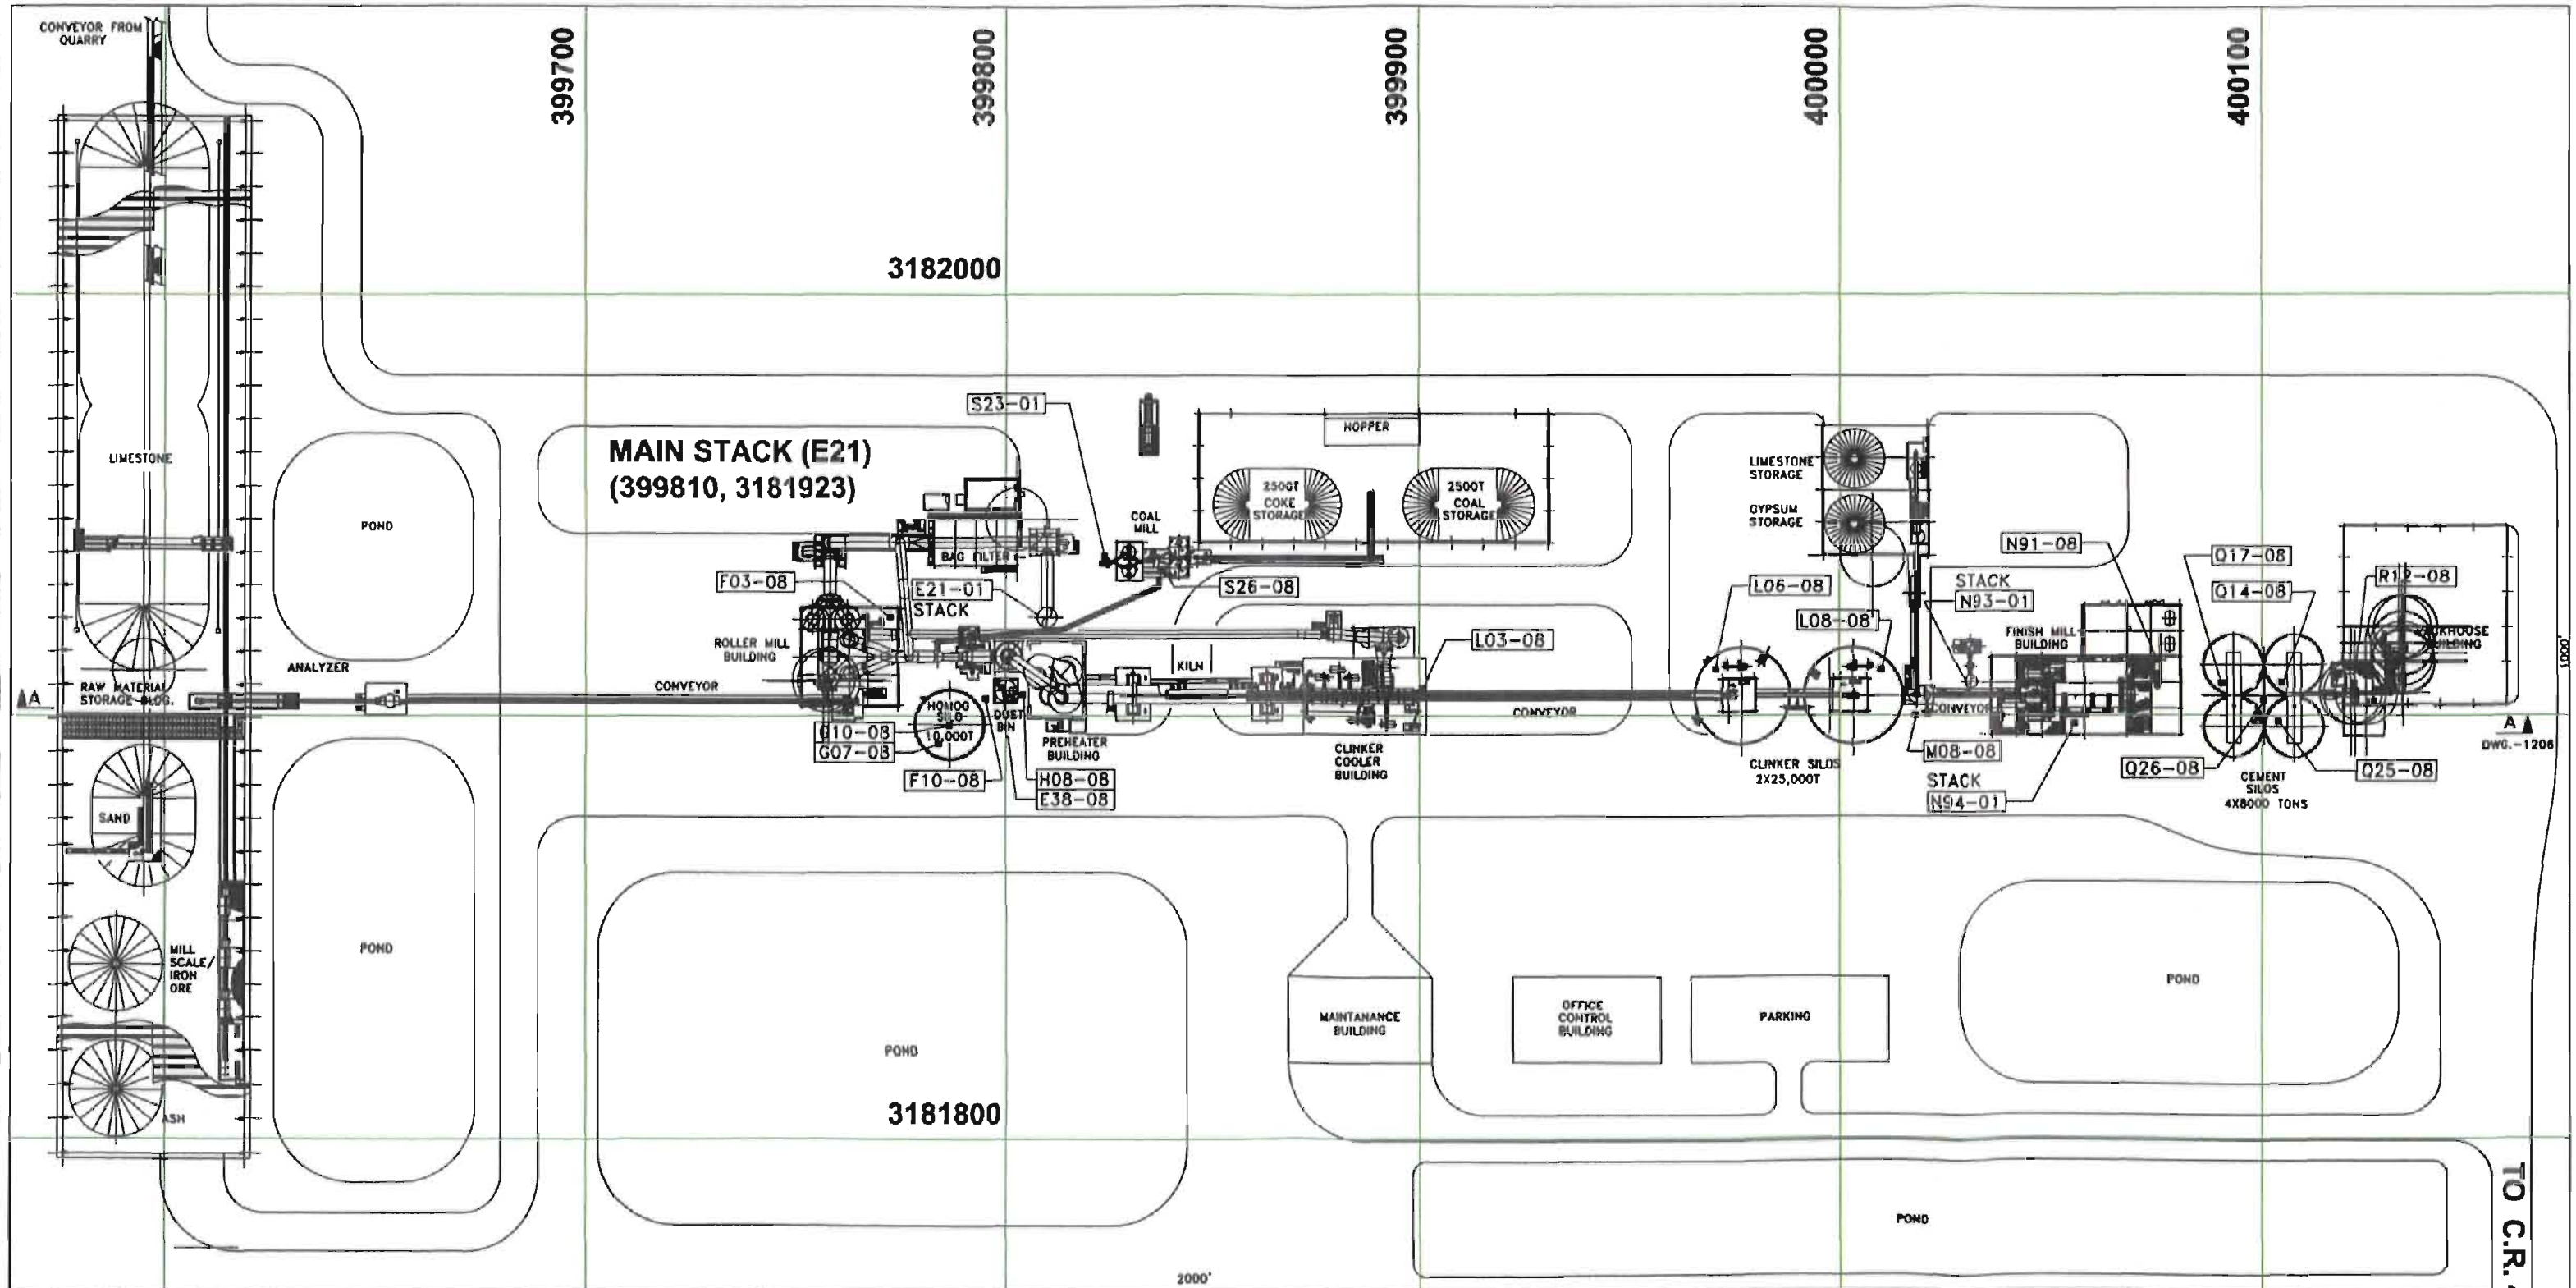 CONVEYOR FROM
QUARRY
399700
399800
399900
400000
400100
3182000
S23-01
HOPPER
MAIN STACK (E21)
(399810, 3181923)
LIMESTONE
POND
LIMESTONE
STORAGE
GYPSUM
STORAGE
2500T
COKE
STORAGE
2500T
COAL
STORAGE
COAL
MILL
BAG FILTER
N91-08
Q17-08
Q14-08
R12-08
F03-08
E21-01
STACK
S26-08
L06-08
L08-08
STACK
N93-01
L03-08
FINISH MILL
BUILDING
BUILDING
1000'
ROLLER MILL
BUILDING
ANALYZER
KILN
RAW MATERIAL
STORAGE BLDG.
A
CONVEYOR
HOMOG
SILO
10,000T
DUST
BIN
CONVEYOR
CONVEYOR
A
DWG.-1206
G10-08
G07-08
PREHEATER
BUILDING
CLINKER
COOLER
BUILDING
M08-08
F10-08
H08-08
E38-08
CLINKER SILOS
2X25,000T
STACK
N94-01
Q26-08
CEMENT
SILOS
4X8000 TONS
Q25-08
SAND
MILL
SCALE/
IRON
ORE
POND
POND
MAINTANANCE
BUILDING
OFFICE
CONTROL
BUILDING
PARKING
POND
3181800
ASH
POND
TO C.R.
2000'